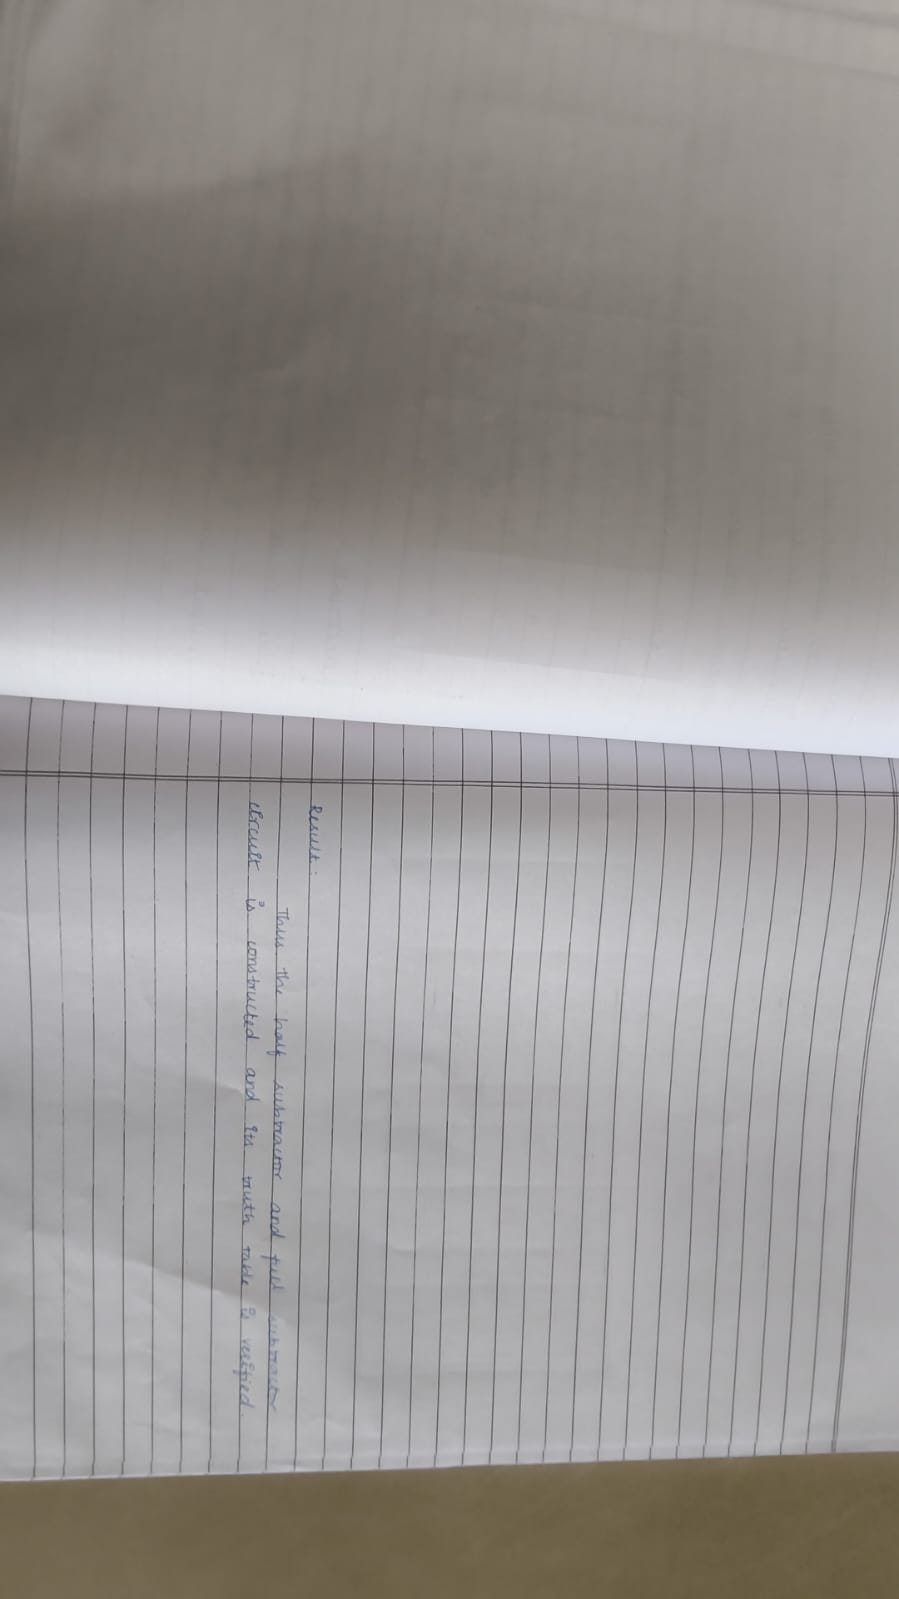 Result:
Thus the half subtractor and full subtractor
circuit is constructed and its truth table is verified.